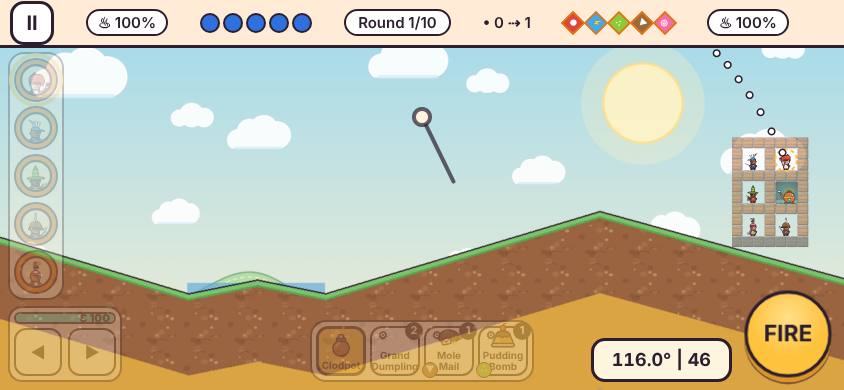 100%
Round 1/10
• 0 ⇢ 1
100%
100
2
1
1
Clodpot
Grand Dumpling
Mole Mail
Pudding Bomb
116.0° | 46
FIRE